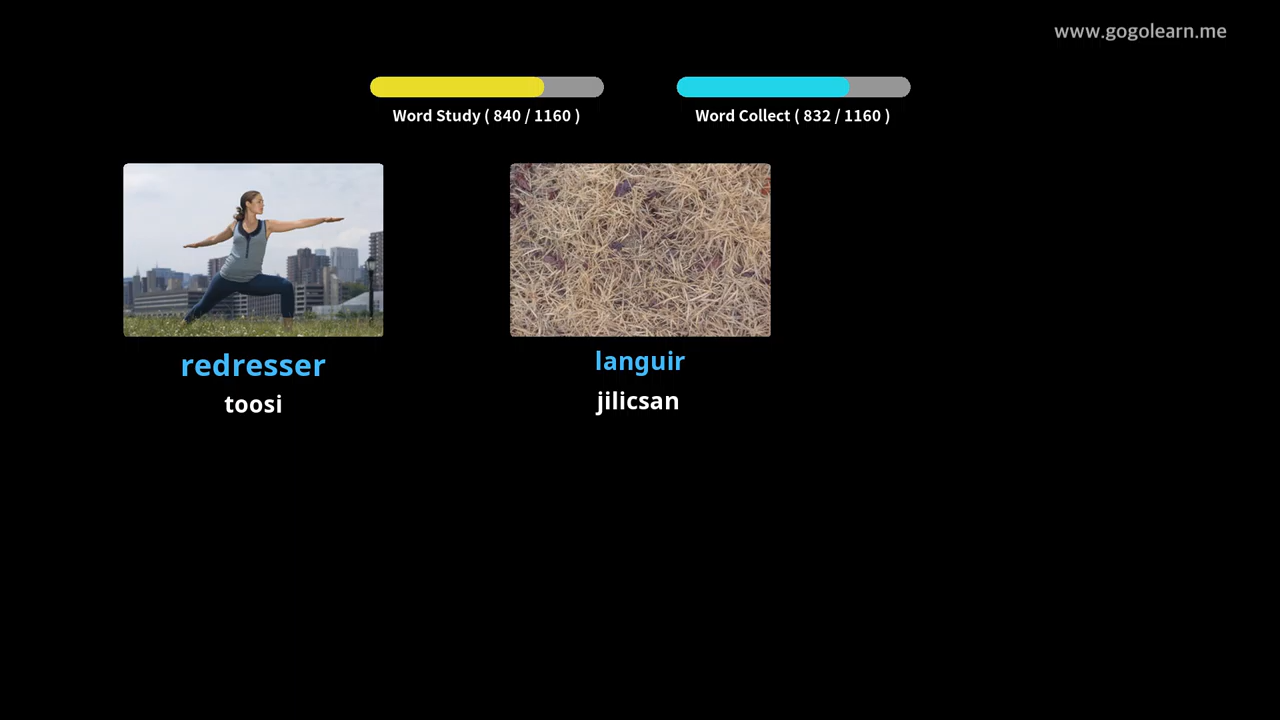 www.gogolearn.me
Word Study ( 840 / 1160 )
Word Collect ( 832 / 1160 )
redresser
toosi
languir
jilicsan